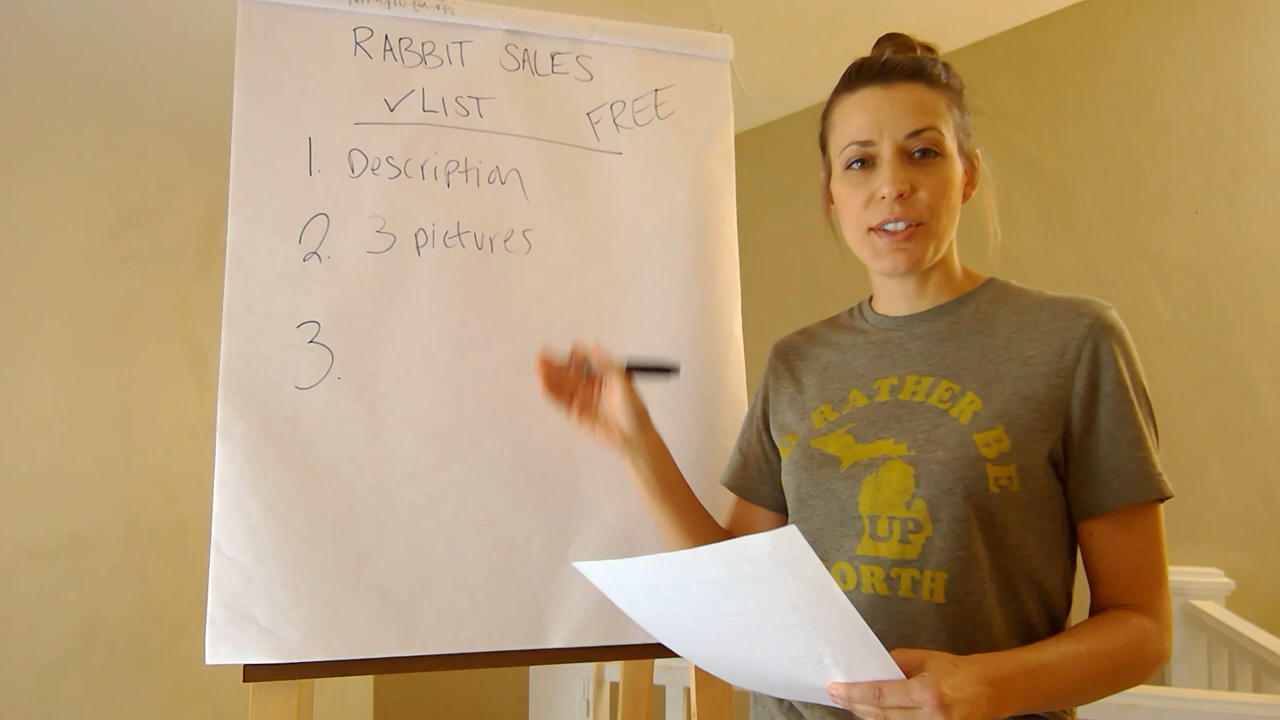 RABBIT SALES
✓LIST
FREE
1. Description
2. 3 pictures
3.
RATHER BE
UP
ORTH